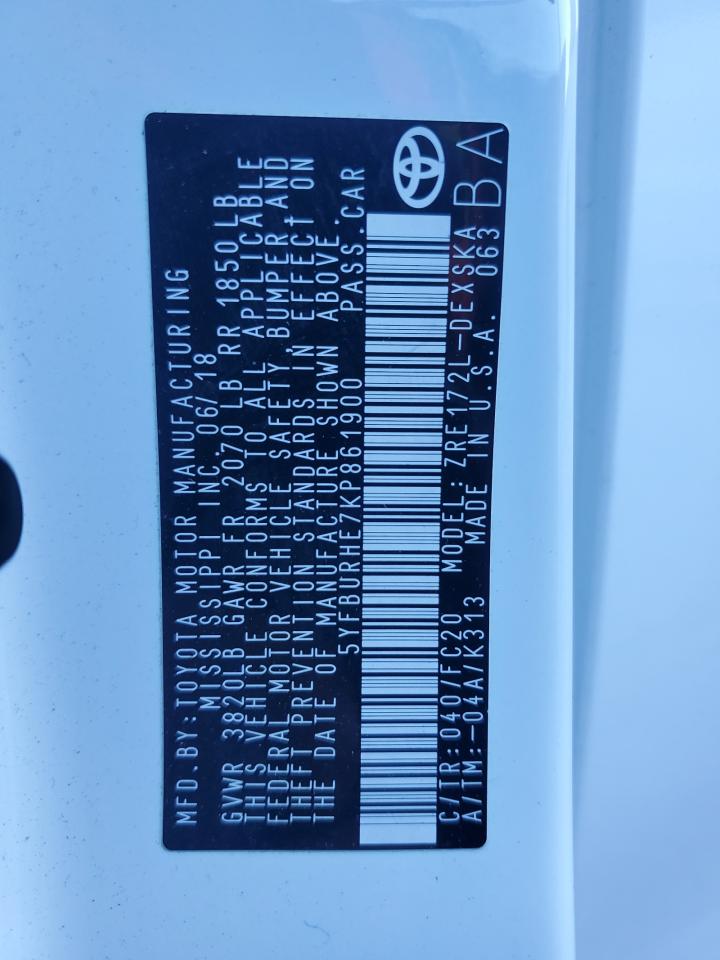 MFD.BY:TOYOTA MOTOR MANUFACTURING
MISSISSIPPI INC. 06/18
GVWR 3820LB GAWR FR 2070 LB RR 1850 LB
THIS VEHICLE CONFORMS TO ALL APPLICABLE
FEDERAL MOTOR VEHICLE SAFETY, BUMPER AND
THEFT PREVENTION STANDARDS IN EFFECT ON
THE DATE OF MANUFACTURE SHOWN ABOVE.
5YFBURHE7KP861900 PASS.CAR
C/TR:040/FC20 MODEL:ZRE172L-DEXSKA
A/TM:-04A/K313 MADE IN U.S.A. 063
BA